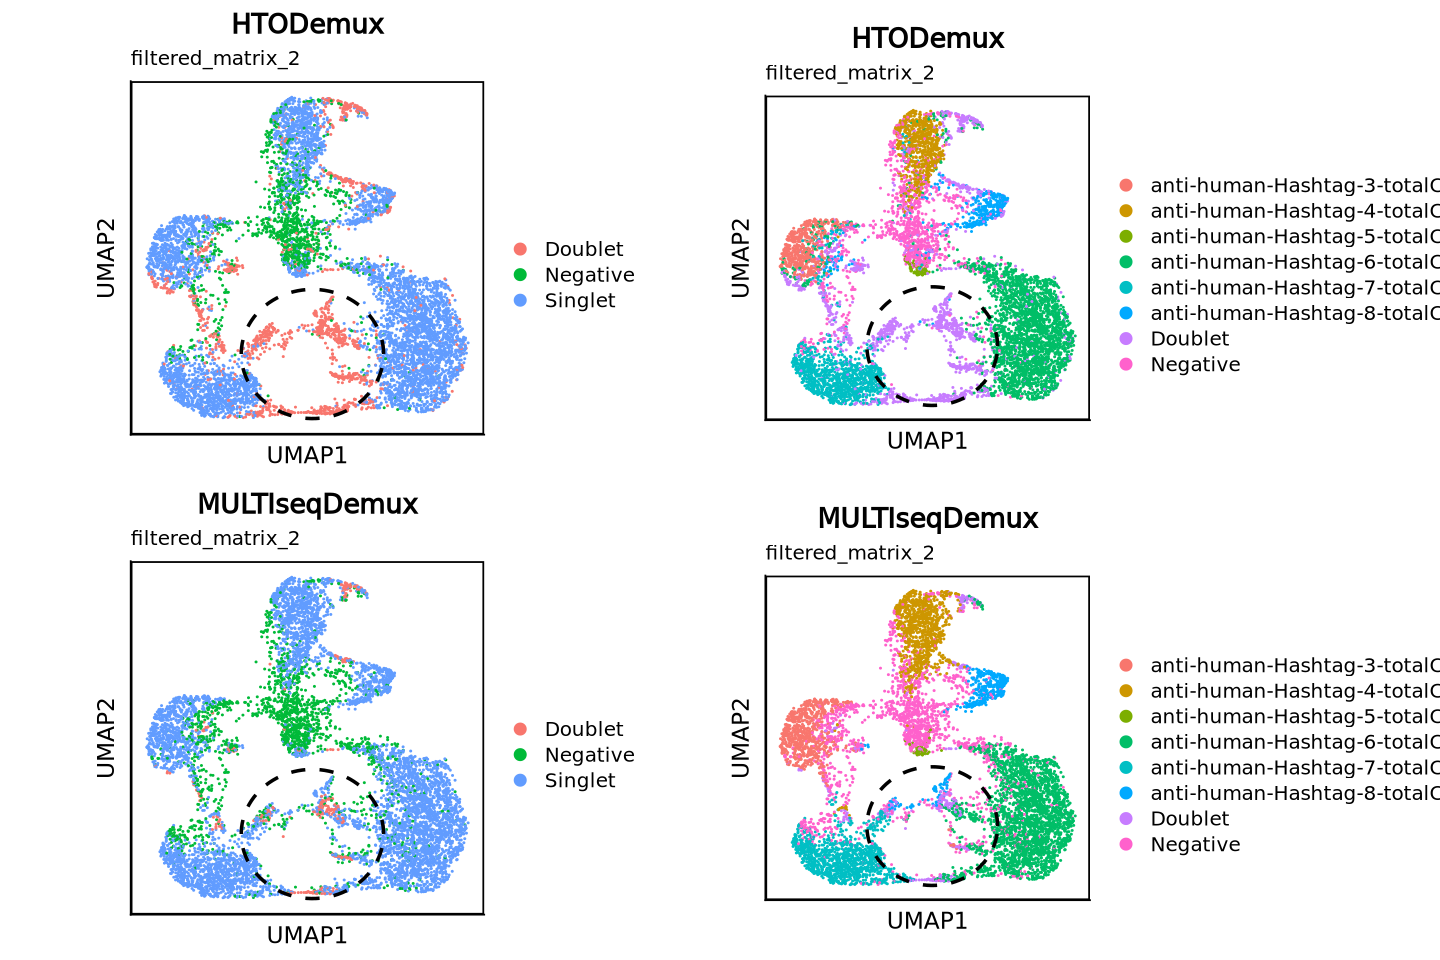 HTODemux
filtered_matrix_2
UMAP2
UMAP1
Doublet
Negative
Singlet
HTODemux
filtered_matrix_2
UMAP2
UMAP1
anti-human-Hashtag-3-totalC
anti-human-Hashtag-4-totalC
anti-human-Hashtag-5-totalC
anti-human-Hashtag-6-totalC
anti-human-Hashtag-7-totalC
anti-human-Hashtag-8-totalC
Doublet
Negative
MULTIseqDemux
filtered_matrix_2
UMAP2
UMAP1
Doublet
Negative
Singlet
MULTIseqDemux
filtered_matrix_2
UMAP2
UMAP1
anti-human-Hashtag-3-totalC
anti-human-Hashtag-4-totalC
anti-human-Hashtag-5-totalC
anti-human-Hashtag-6-totalC
anti-human-Hashtag-7-totalC
anti-human-Hashtag-8-totalC
Doublet
Negative